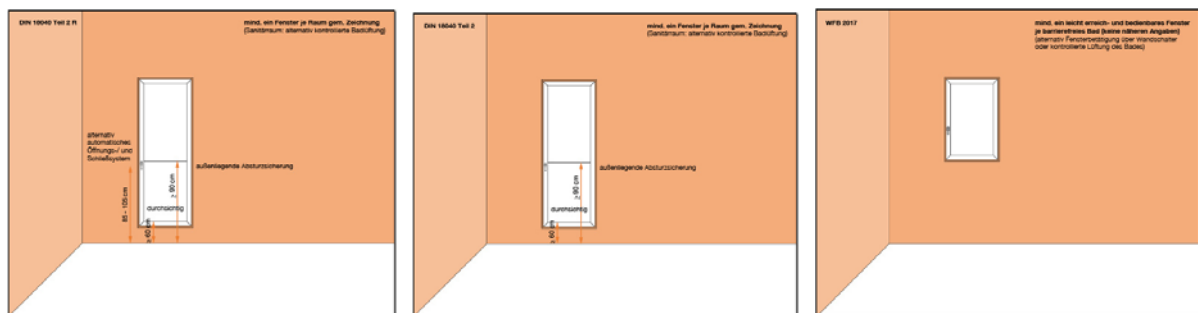 DIN 18040 Teil 2 R
mind. ein Fenster je Raum gem. Zeichnung
(Sanitärraum: alternativ kontrollierte Badlüftung)
alternativ
automatisches
Öffnungs-/ und
Schließsystem
außenliegende Absturzsicherung
85 - 105 cm
≥ 90 cm
durchsichtig
≥ 60 cm
DIN 18040 Teil 2
mind. ein Fenster je Raum gem. Zeichnung
(Sanitärraum: alternativ kontrollierte Badlüftung)
außenliegende Absturzsicherung
≥ 90 cm
durchsichtig
≥ 60 cm
WFB 2017
mind. ein leicht erreich- und bedienbares Fenster
je barrierefreies Bad (keine näheren Angaben)
(alternativ Fensterbetätigung über Wandschalter
oder kontrollierte Lüftung des Bades)